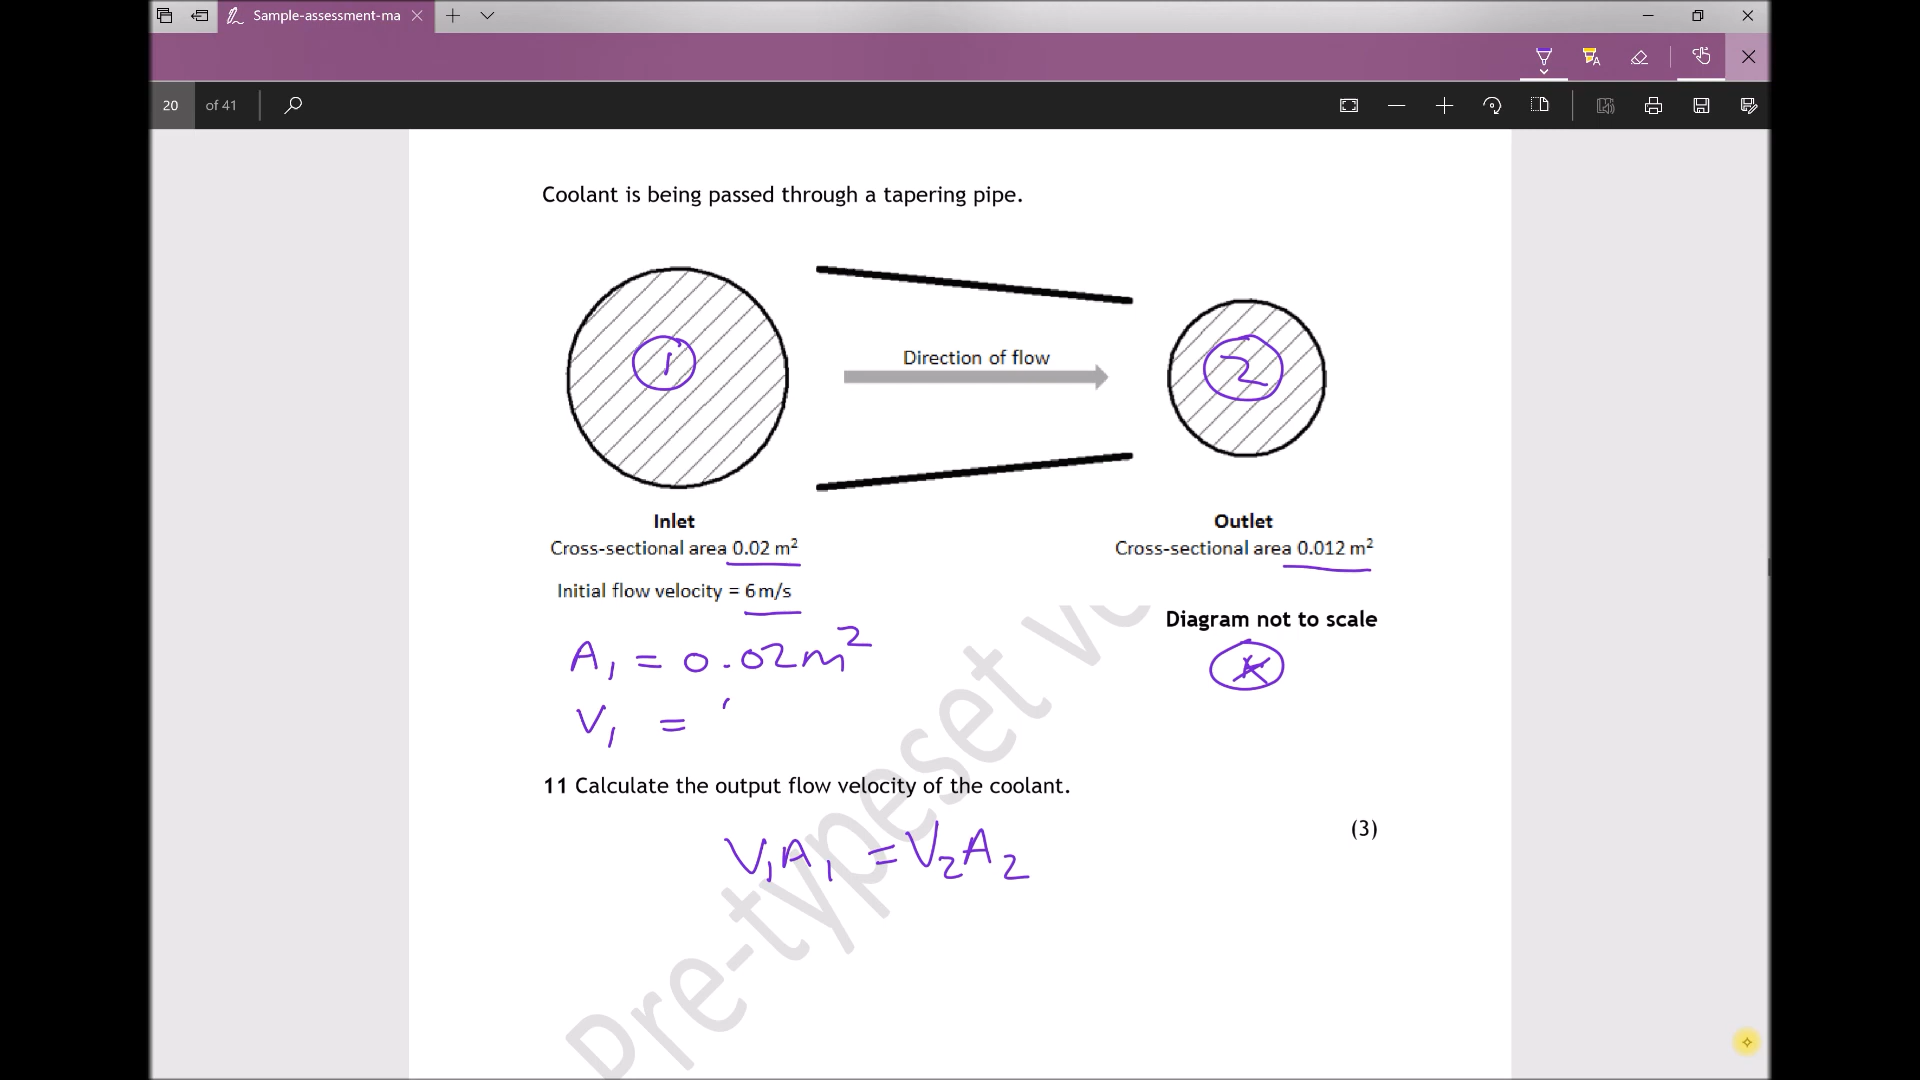 Sample-assessment-ma
20 of 41
Coolant is being passed through a tapering pipe.
1
Direction of flow
2
Inlet
Outlet
Cross-sectional area 0.02 m²
Cross-sectional area 0.012 m²
Initial flow velocity = 6 m/s
Diagram not to scale
A₁ = 0.02m²
V₁ =
11 Calculate the output flow velocity of the coolant.
(3)
V₁A₁ = V₂A₂
Pre-typeset ve